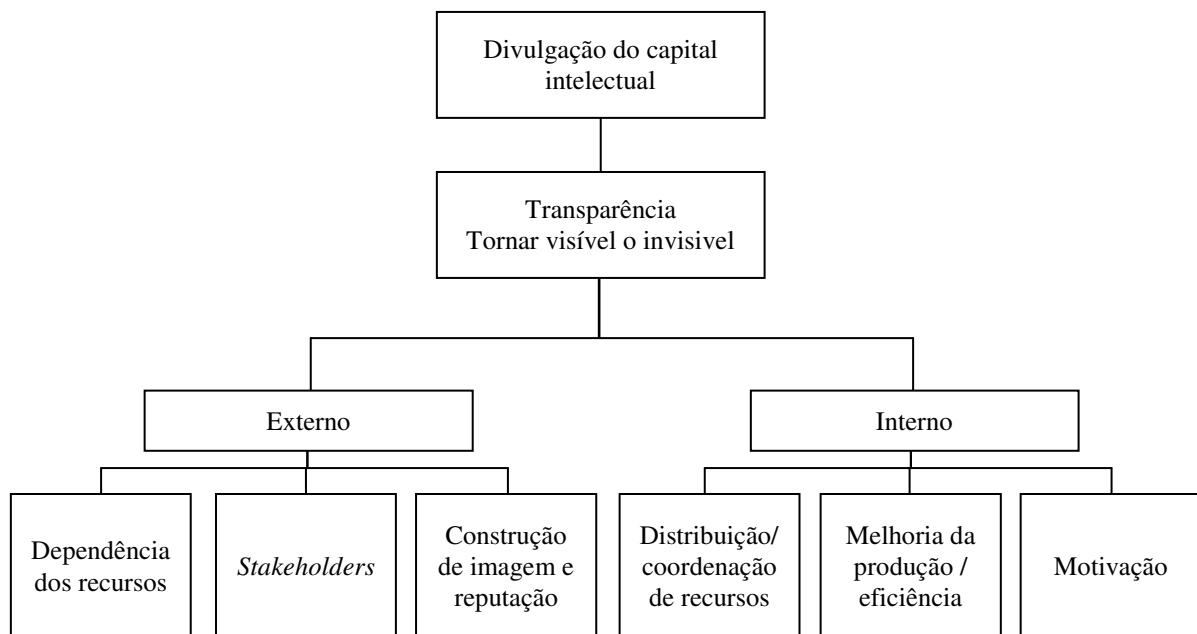 Divulgação do capital
intelectual
Transparência
Tornar visível o invisivel
Externo
Interno
Dependência
dos recursos
Stakeholders
Construção
de imagem e
reputação
Distribuição/
coordenação
de recursos
Melhoria da
produção /
eficiência
Motivação